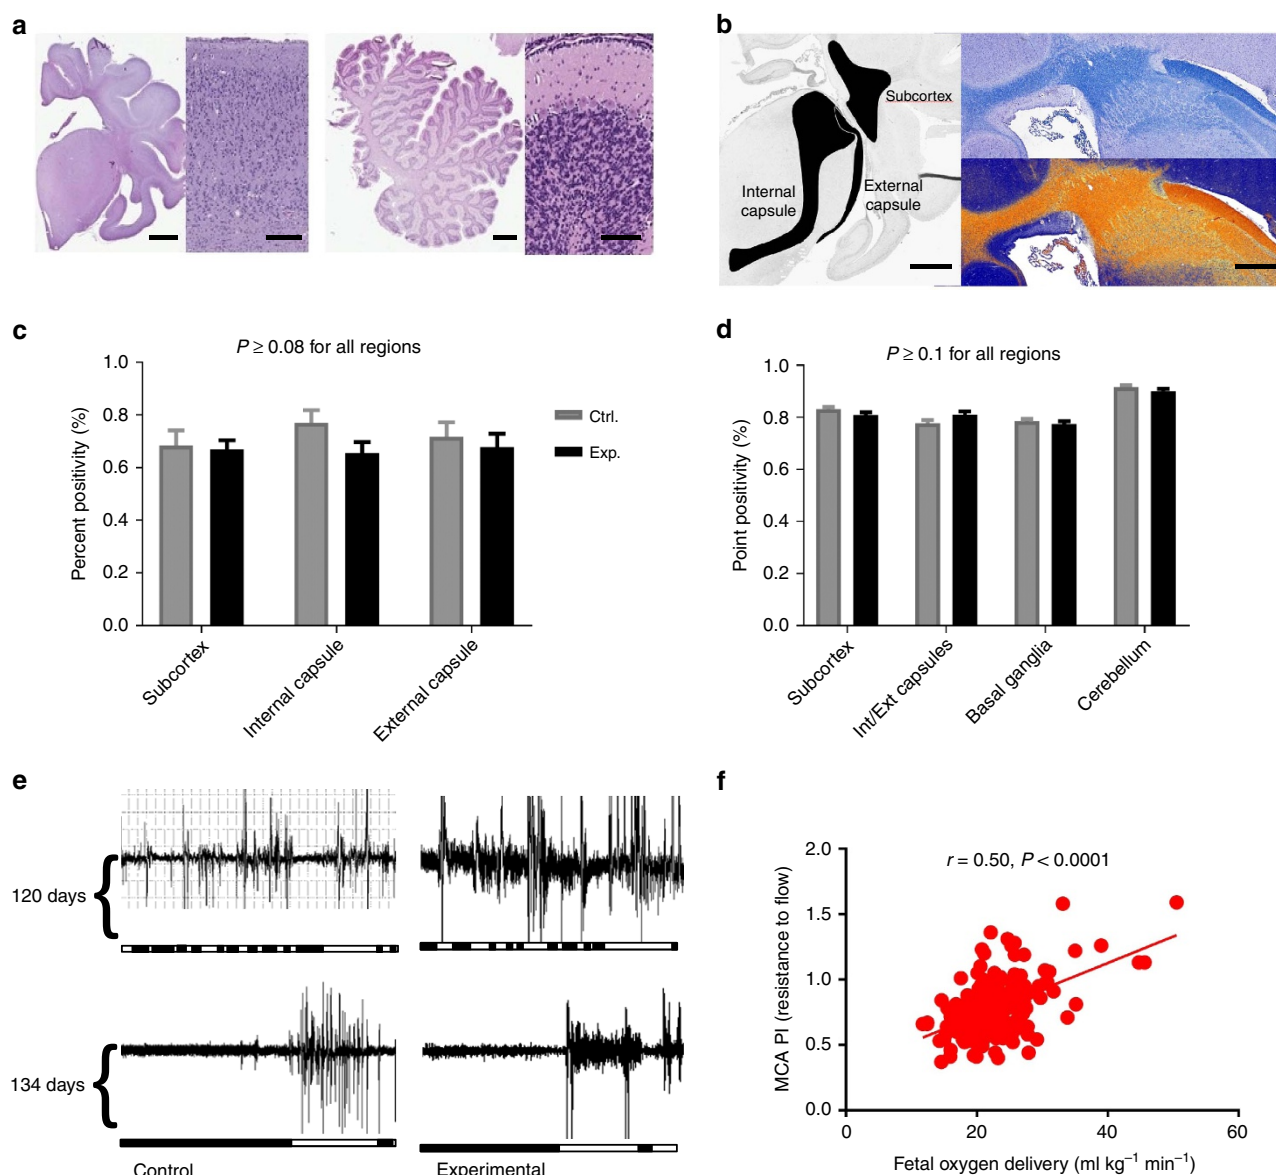 a
b
Subcortex
Internal
capsule
External
capsule
c
P ≥ 0.08 for all regions
1.0
0.8
0.6
0.4
0.2
0.0
Percent positivity (%)
Subcortex
Internal capsule
External capsule
Ctrl.
Exp.
d
P ≥ 0.1 for all regions
1.0
0.8
0.6
0.4
0.2
0.0
Point positivity (%)
Subcortex
Int/Ext capsules
Basal ganglia
Cerebellum
e
120 days
134 days
Control
Experimental
f
r = 0.50, P < 0.0001
2.0
1.5
1.0
0.5
0.0
MCA PI (resistance to flow)
0
20
40
60
Fetal oxygen delivery (ml kg⁻¹ min⁻¹)